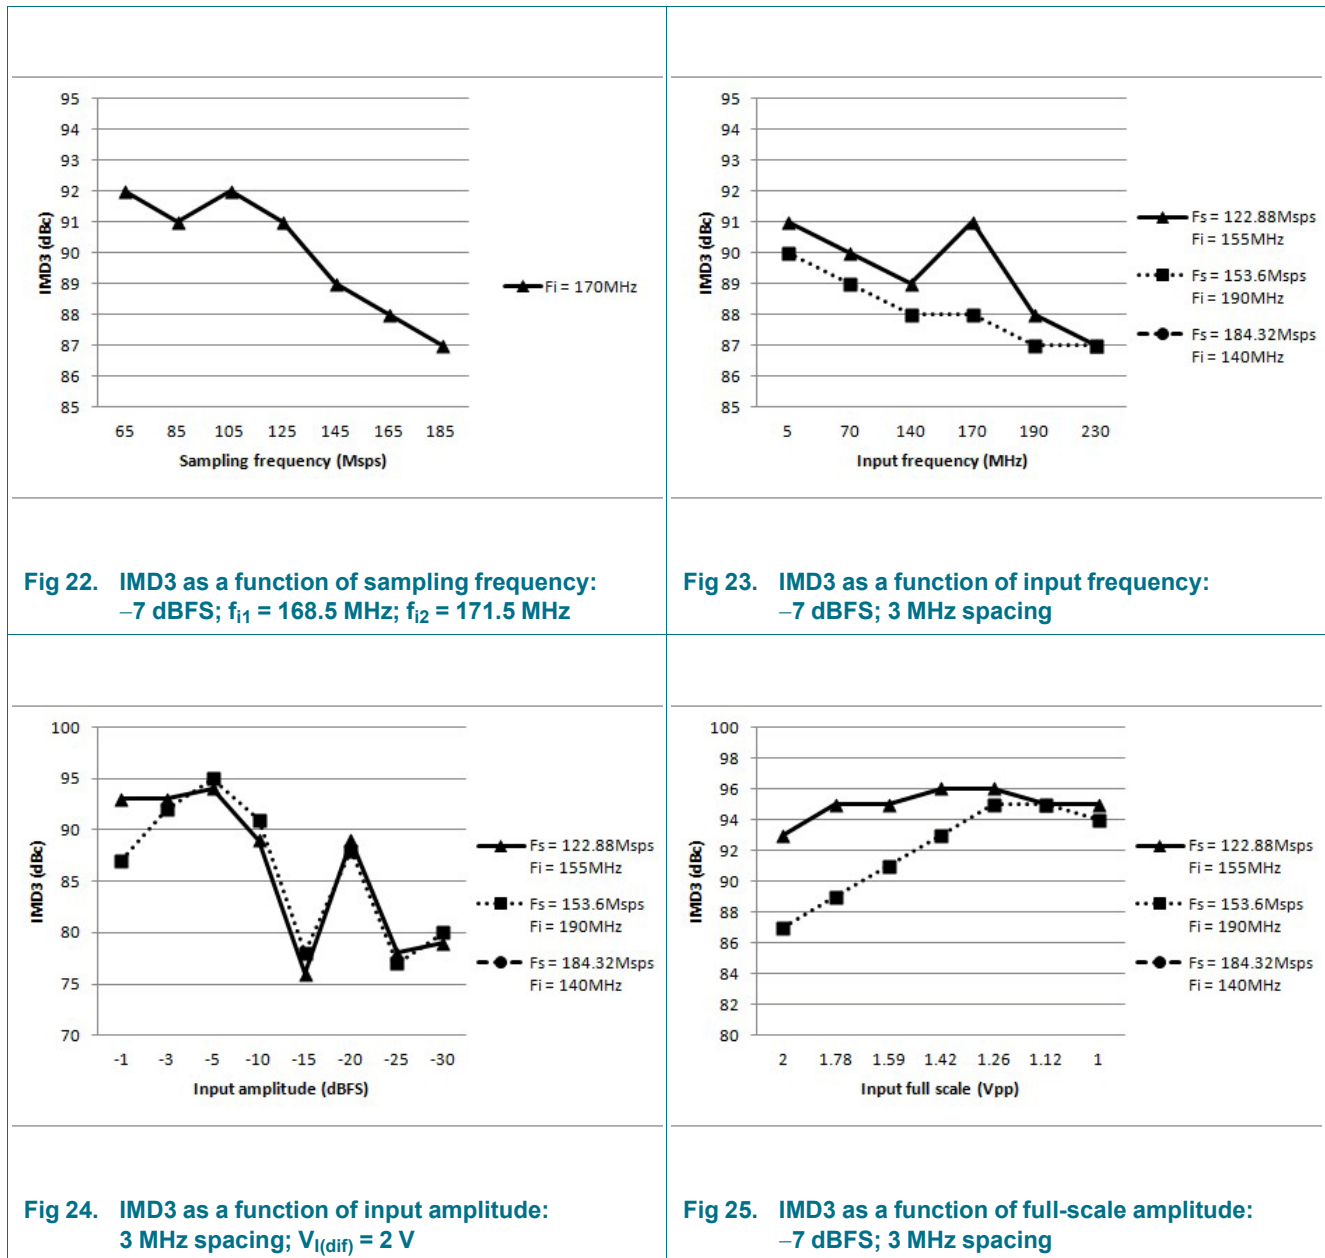 95
94
93
92
91
90
89
88
87
86
85
IMD3 (dBc)
65 85 105 125 145 165 185
Sampling frequency (Msps)
Fi = 170MHz
Fig 22. IMD3 as a function of sampling frequency:
−7 dBFS; fi1 = 168.5 MHz; fi2 = 171.5 MHz
95
94
93
92
91
90
89
88
87
86
85
IMD3 (dBc)
5 70 140 170 190 230
Input frequency (MHz)
Fs = 122.88Msps
Fi = 155MHz
Fs = 153.6Msps
Fi = 190MHz
Fs = 184.32Msps
Fi = 140MHz
Fig 23. IMD3 as a function of input frequency:
−7 dBFS; 3 MHz spacing
100
95
90
85
80
75
70
IMD3 (dBc)
-1 -3 -5 -10 -15 -20 -25 -30
Input amplitude (dBFS)
Fs = 122.88Msps
Fi = 155MHz
Fs = 153.6Msps
Fi = 190MHz
Fs = 184.32Msps
Fi = 140MHz
Fig 24. IMD3 as a function of input amplitude:
3 MHz spacing; VI(dif) = 2 V
100
98
96
94
92
90
88
86
84
82
80
IMD3 (dBc)
2 1.78 1.59 1.42 1.26 1.12 1
Input full scale (Vpp)
Fs = 122.88Msps
Fi = 155MHz
Fs = 153.6Msps
Fi = 190MHz
Fs = 184.32Msps
Fi = 140MHz
Fig 25. IMD3 as a function of full-scale amplitude:
−7 dBFS; 3 MHz spacing